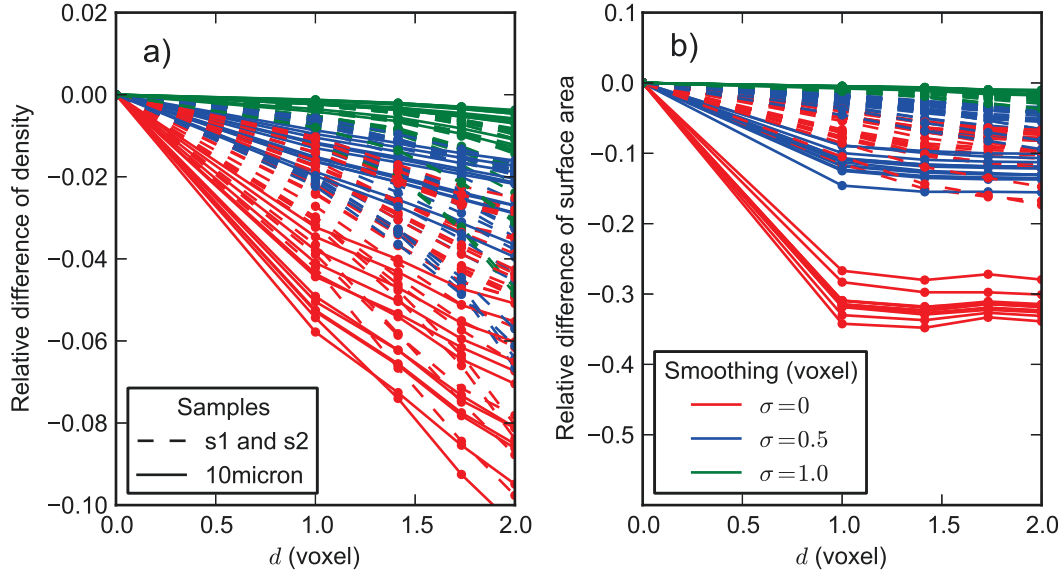 a)
0.02
0.00
−0.02
−0.04
−0.06
−0.08
−0.10
Relative difference of density
Samples
s1 and s2
10micron
0.0
0.5
1.0
1.5
2.0
d (voxel)
b)
0.1
0.0
−0.1
−0.2
−0.3
−0.4
−0.5
Relative difference of surface area
Smoothing (voxel)
σ=0
σ=0.5
σ=1.0
0.0
0.5
1.0
1.5
2.0
d (voxel)